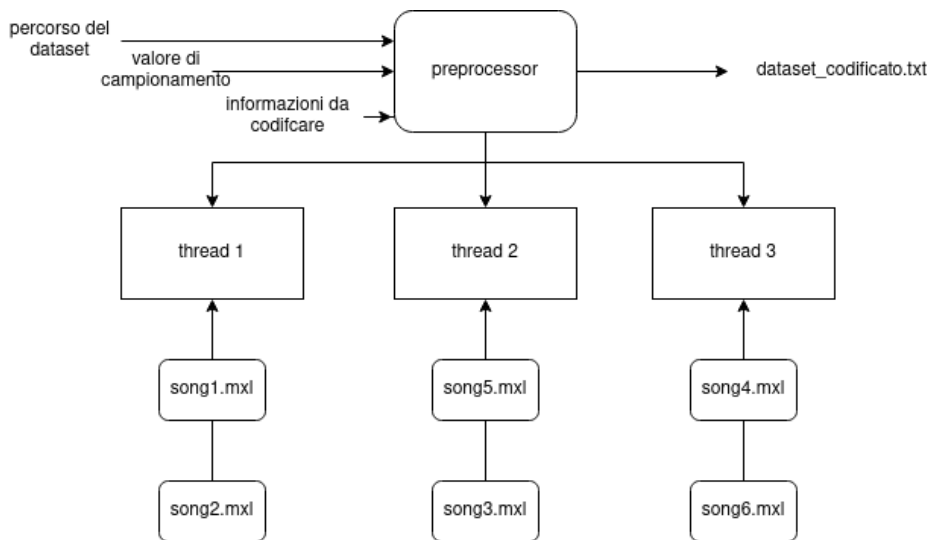 percorso del
dataset
valore di
campionamento
informazioni da
codifcare
preprocessor
dataset_codificato.txt
thread 1
thread 2
thread 3
song1.mxl
song5.mxl
song4.mxl
song2.mxl
song3.mxl
song6.mxl